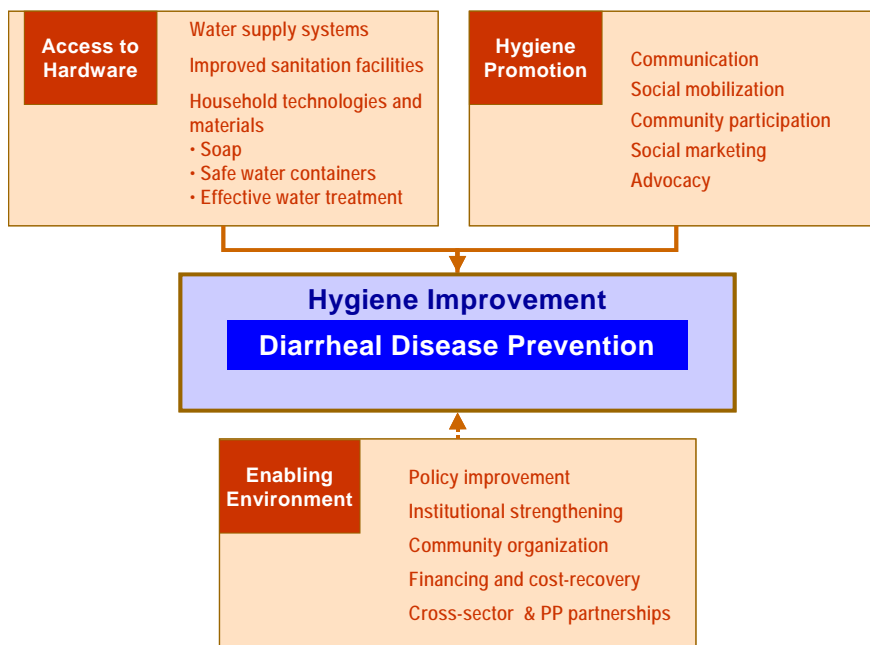 Access to
Hardware
Water supply systems
Improved sanitation facilities
Household technologies and
materials
• Soap
• Safe water containers
• Effective water treatment
Hygiene
Promotion
Communication
Social mobilization
Community participation
Social marketing
Advocacy
Hygiene Improvement
Diarrheal Disease Prevention
Enabling
Environment
Policy improvement
Institutional strengthening
Community organization
Financing and cost-recovery
Cross-sector & PP partnerships